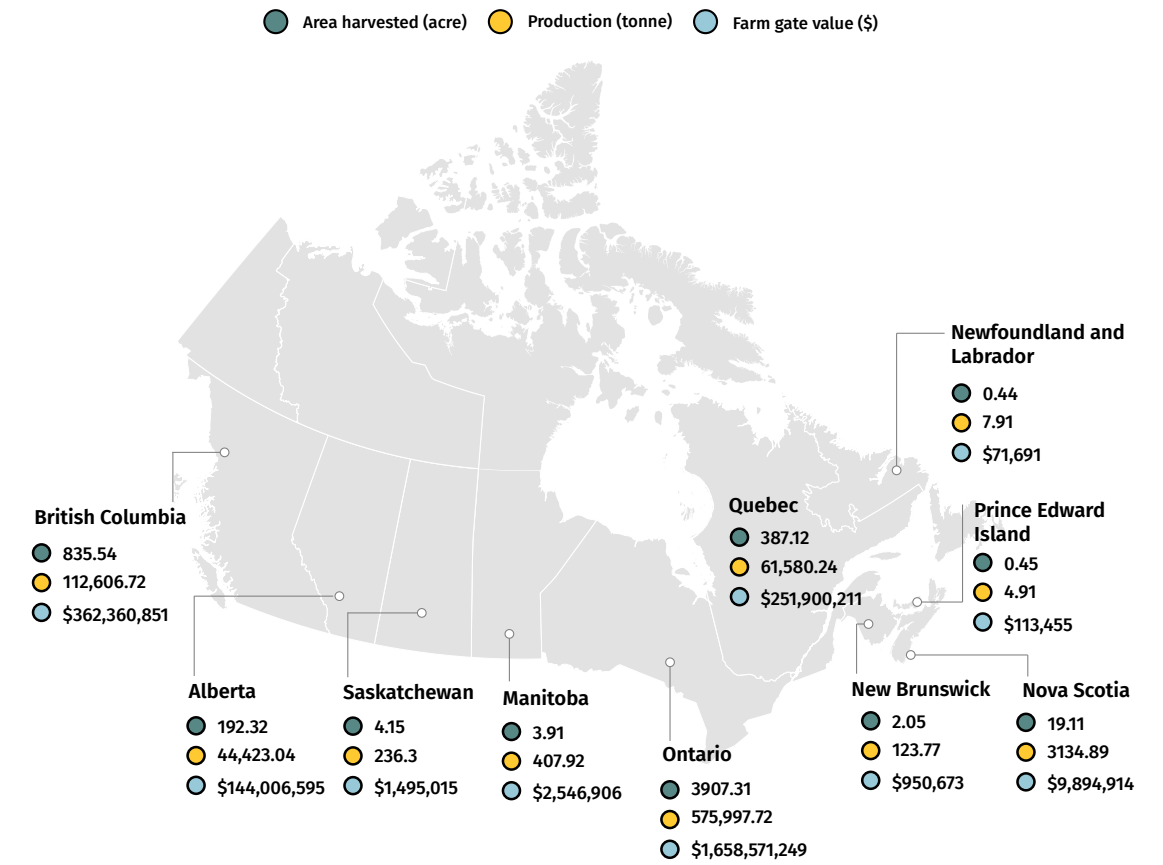 Area harvested (acre) Production (tonne) Farm gate value ($)
Newfoundland and
Labrador
0.44
7.91
$71,691
British Columbia
835.54
112,606.72
$362,360,851
Quebec
387.12
61,580.24
$251,900,211
Prince Edward
Island
0.45
4.91
$113,455
Alberta
192.32
44,423.04
$144,006,595
Saskatchewan
4.15
236.3
$1,495,015
Manitoba
3.91
407.92
$2,546,906
Ontario
3907.31
575,997.72
$1,658,571,249
New Brunswick
2.05
123.77
$950,673
Nova Scotia
19.11
3134.89
$9,894,914